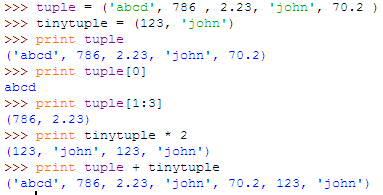 >>> tuple = ('abcd', 786 , 2.23, 'john', 70.2 )
>>> tinytuple = (123, 'john')
>>> print tuple
('abcd', 786, 2.23, 'john', 70.2)
>>> print tuple[0]
abcd
>>> print tuple[1:3]
(786, 2.23)
>>> print tinytuple * 2
(123, 'john', 123, 'john')
>>> print tuple + tinytuple
('abcd', 786, 2.23, 'john', 70.2, 123, 'john')